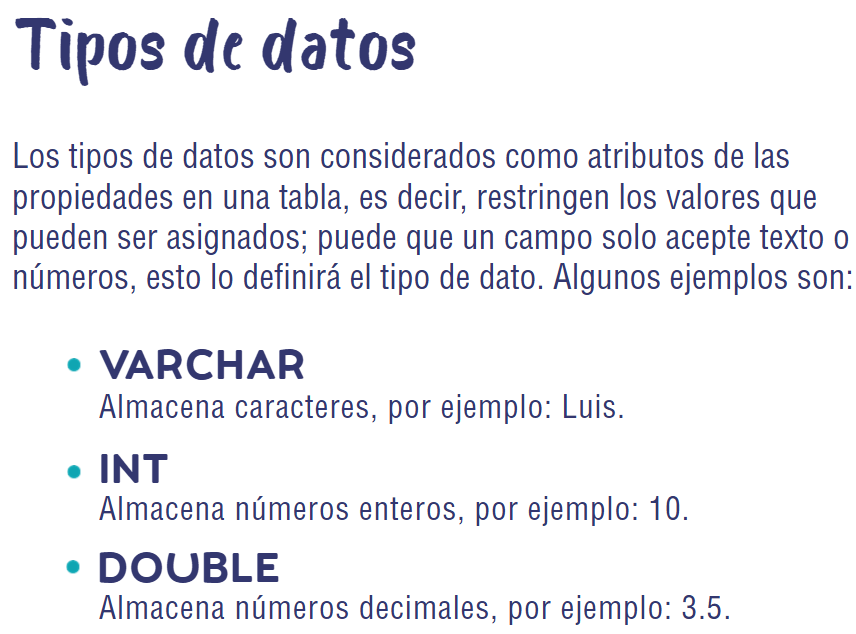 Tipos de datos
Los tipos de datos son considerados como atributos de las
propiedades en una tabla, es decir, restringen los valores que
pueden ser asignados; puede que un campo solo acepte texto o
números, esto lo definirá el tipo de dato. Algunos ejemplos son:
• VARCHAR
Almacena caracteres, por ejemplo: Luis.
• INT
Almacena números enteros, por ejemplo: 10.
• DOUBLE
Almacena números decimales, por ejemplo: 3.5.